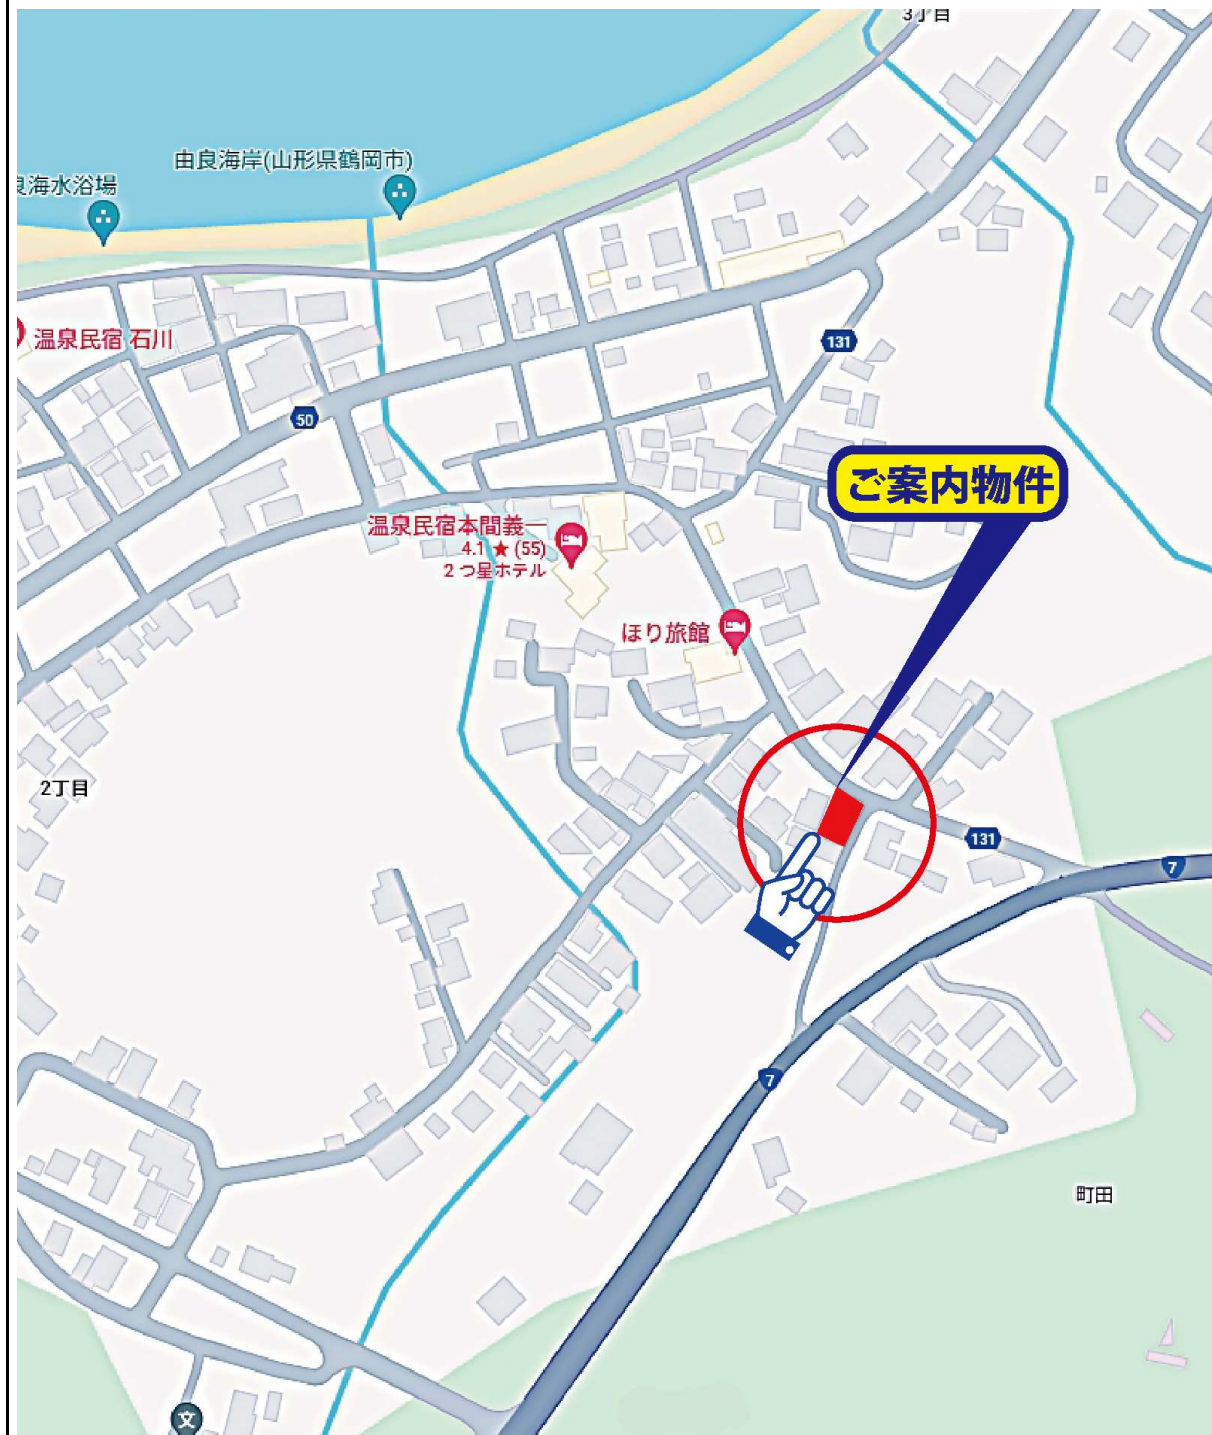 3丁目
由良海岸(山形県鶴岡市)
良海水浴場
温泉民宿 石川
131
50
ご案内物件
温泉民宿本間義一
4.1 ★ (55)
2 つ星ホテル
ほり旅館
2丁目
131
7
7
町田
文